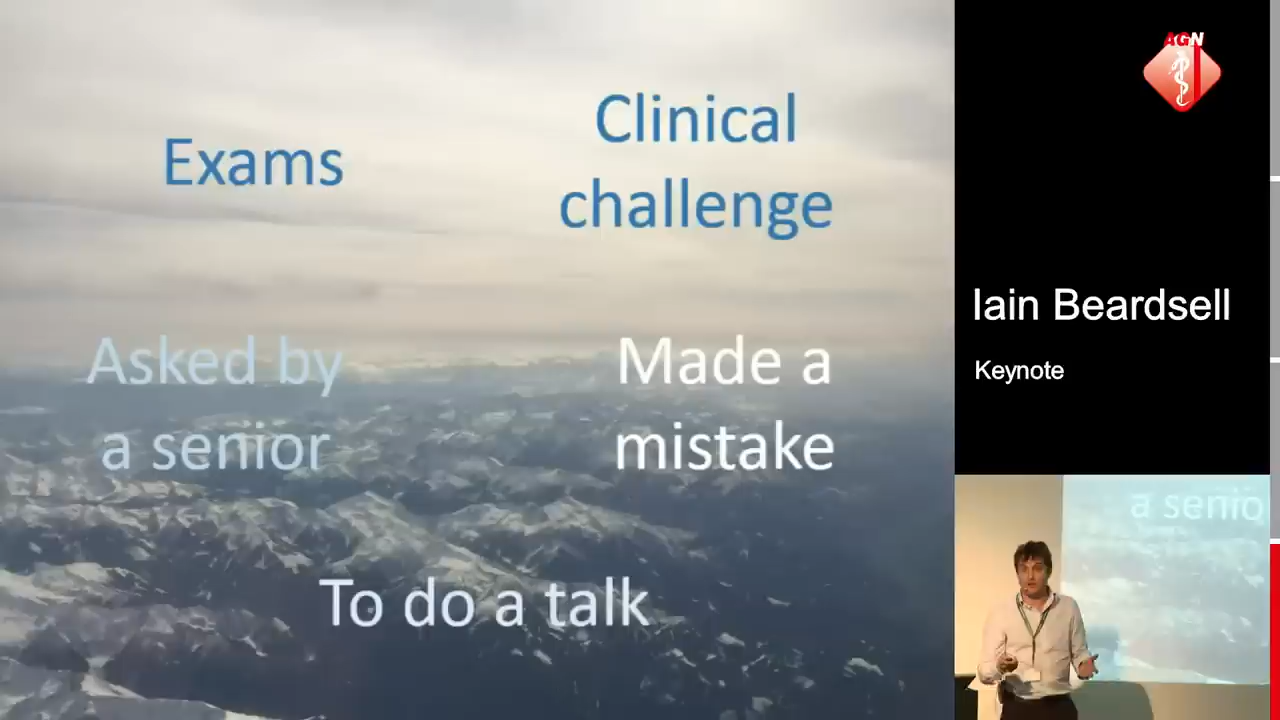 Exams
Clinical
challenge
Asked by
a senior
Made a
mistake
To do a talk
AGN
Iain Beardsell
Keynote
a senio